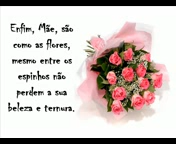 Enfim, Mãe, são
como as flores,
mesmo entre os
espinhos não
perdem a sua
beleza e ternura.